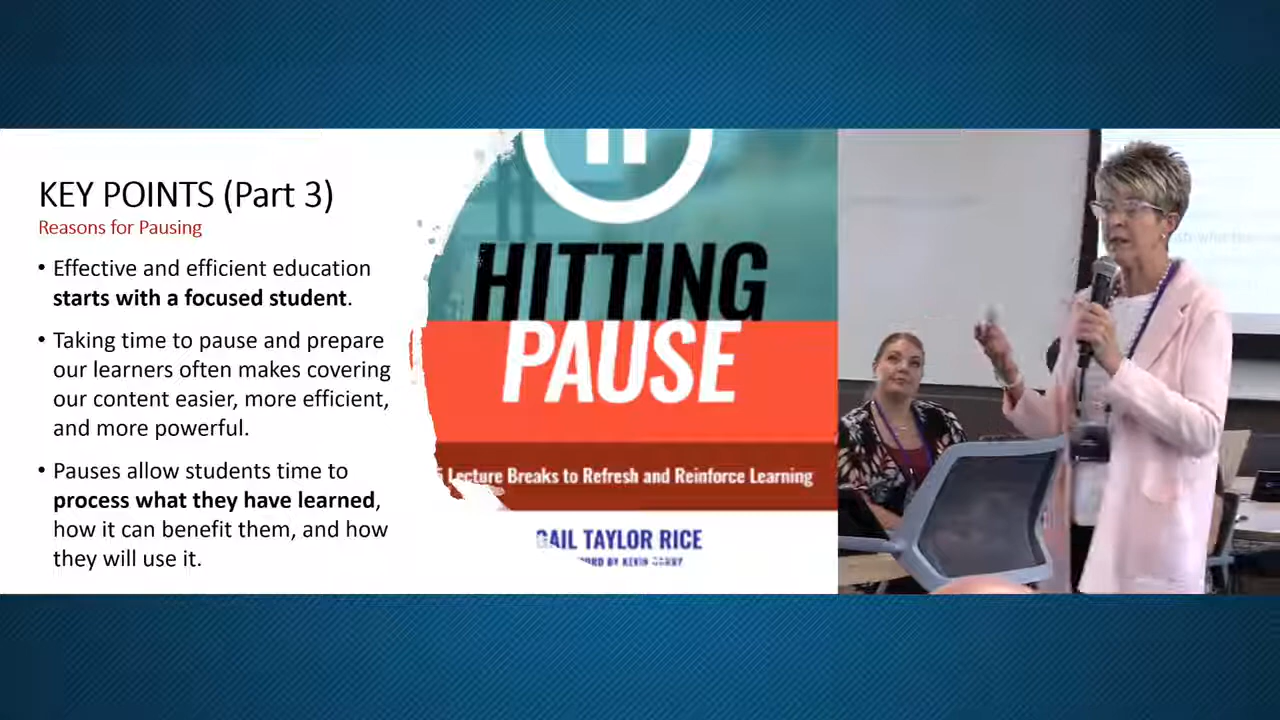 KEY POINTS (Part 3)
Reasons for Pausing
• Effective and efficient education
starts with a focused student.
• Taking time to pause and prepare
our learners often makes covering
our content easier, more efficient,
and more powerful.
• Pauses allow students time to
process what they have learned,
how it can benefit them, and how
they will use it.
HITTING
PAUSE
5 Lecture Breaks to Refresh and Reinforce Learning
GAIL TAYLOR RICE
BY KEVIN